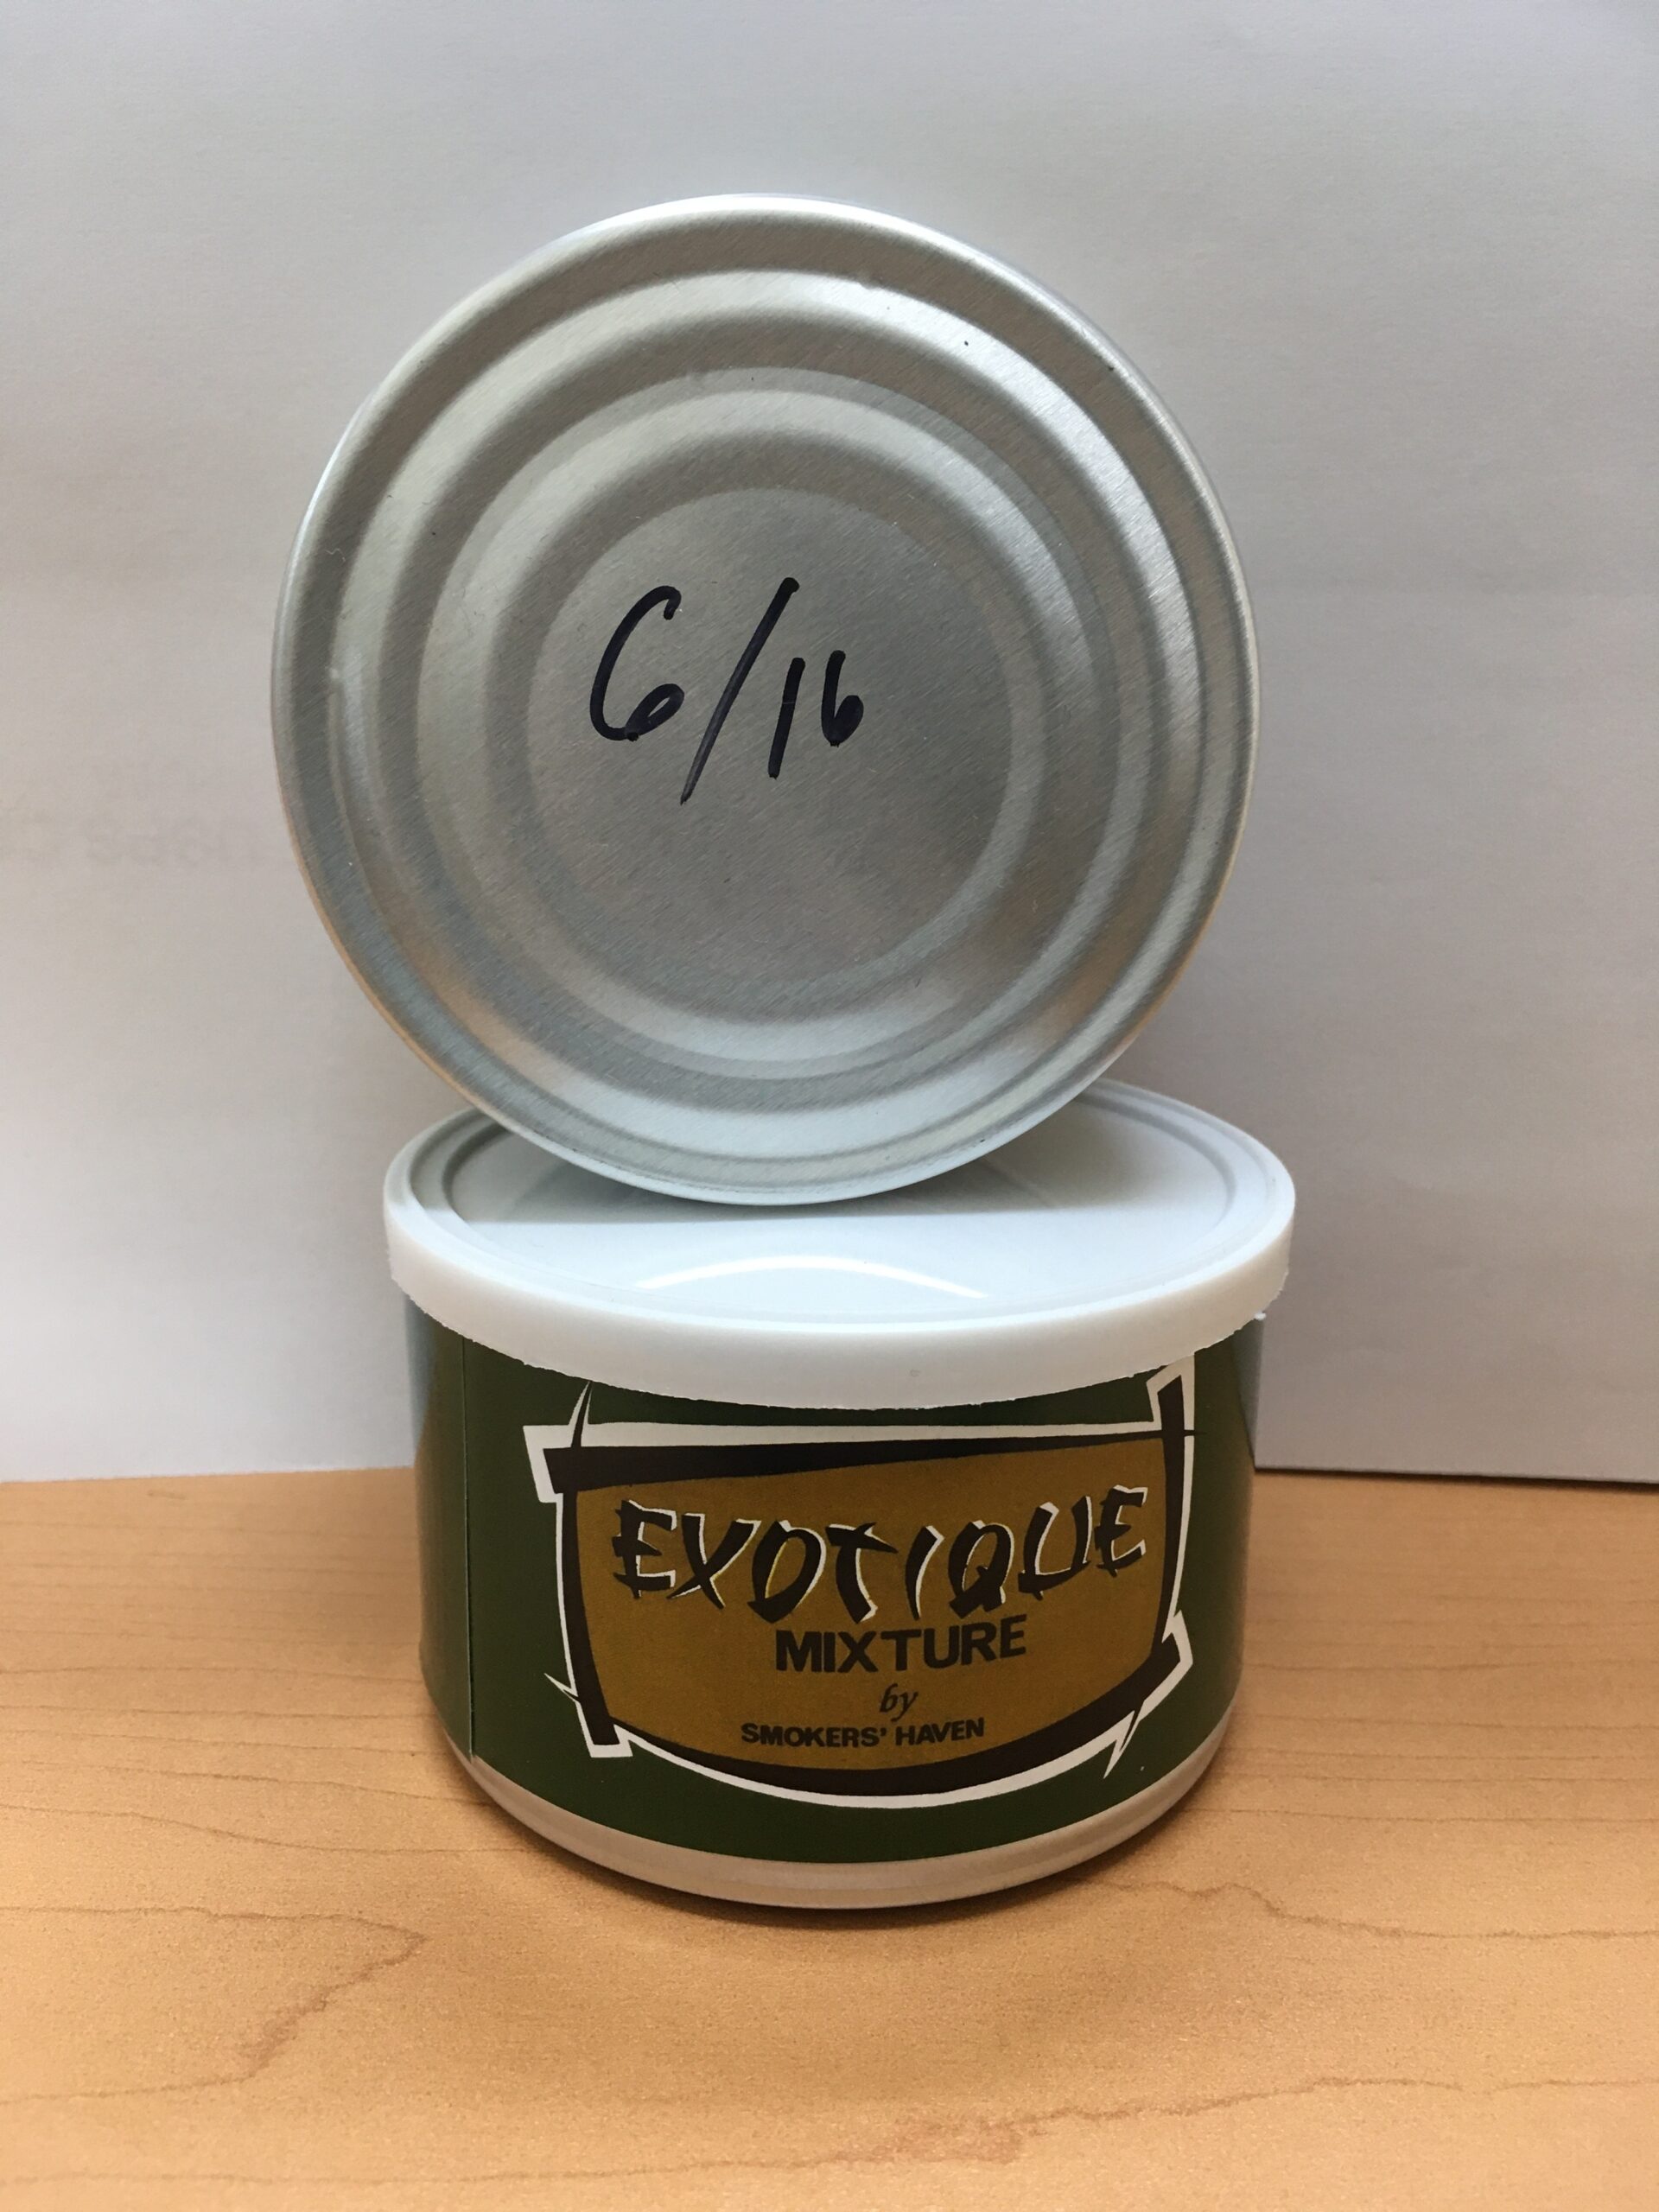 6/16
EXOTIQUE
MIXTURE
by
SMOKERS' HAVEN